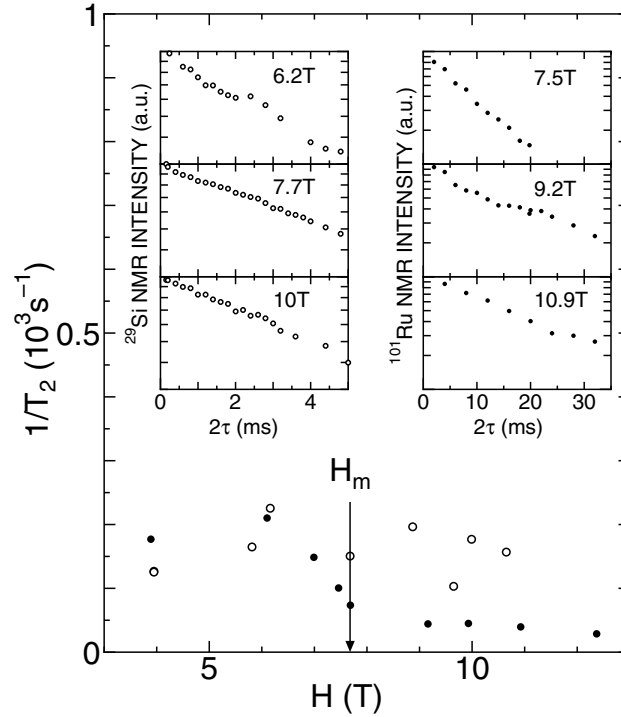 1
6.2T
7.5T
7.7T
9.2T
10T
10.9T
²⁹Si NMR INTENSITY (a.u.)
¹⁰¹Ru NMR INTENSITY (a.u.)
0 2 4
0 10 20 30
2τ (ms)
2τ (ms)
0.5
1/T₂ (10³s⁻¹)
Hₘ
0
5 10
H (T)